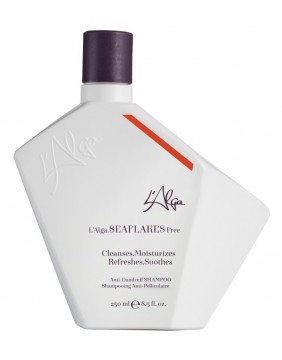 L'Alga
L'Alga
L'Alga.SEAFLAKES Free
Cleanses.Moisturizes
Refreshes.Soothes
Anti-Dandruff SHAMPOO
Shampooing Anti-Pelliculaire
250 ml e 8.5 fl. oz.